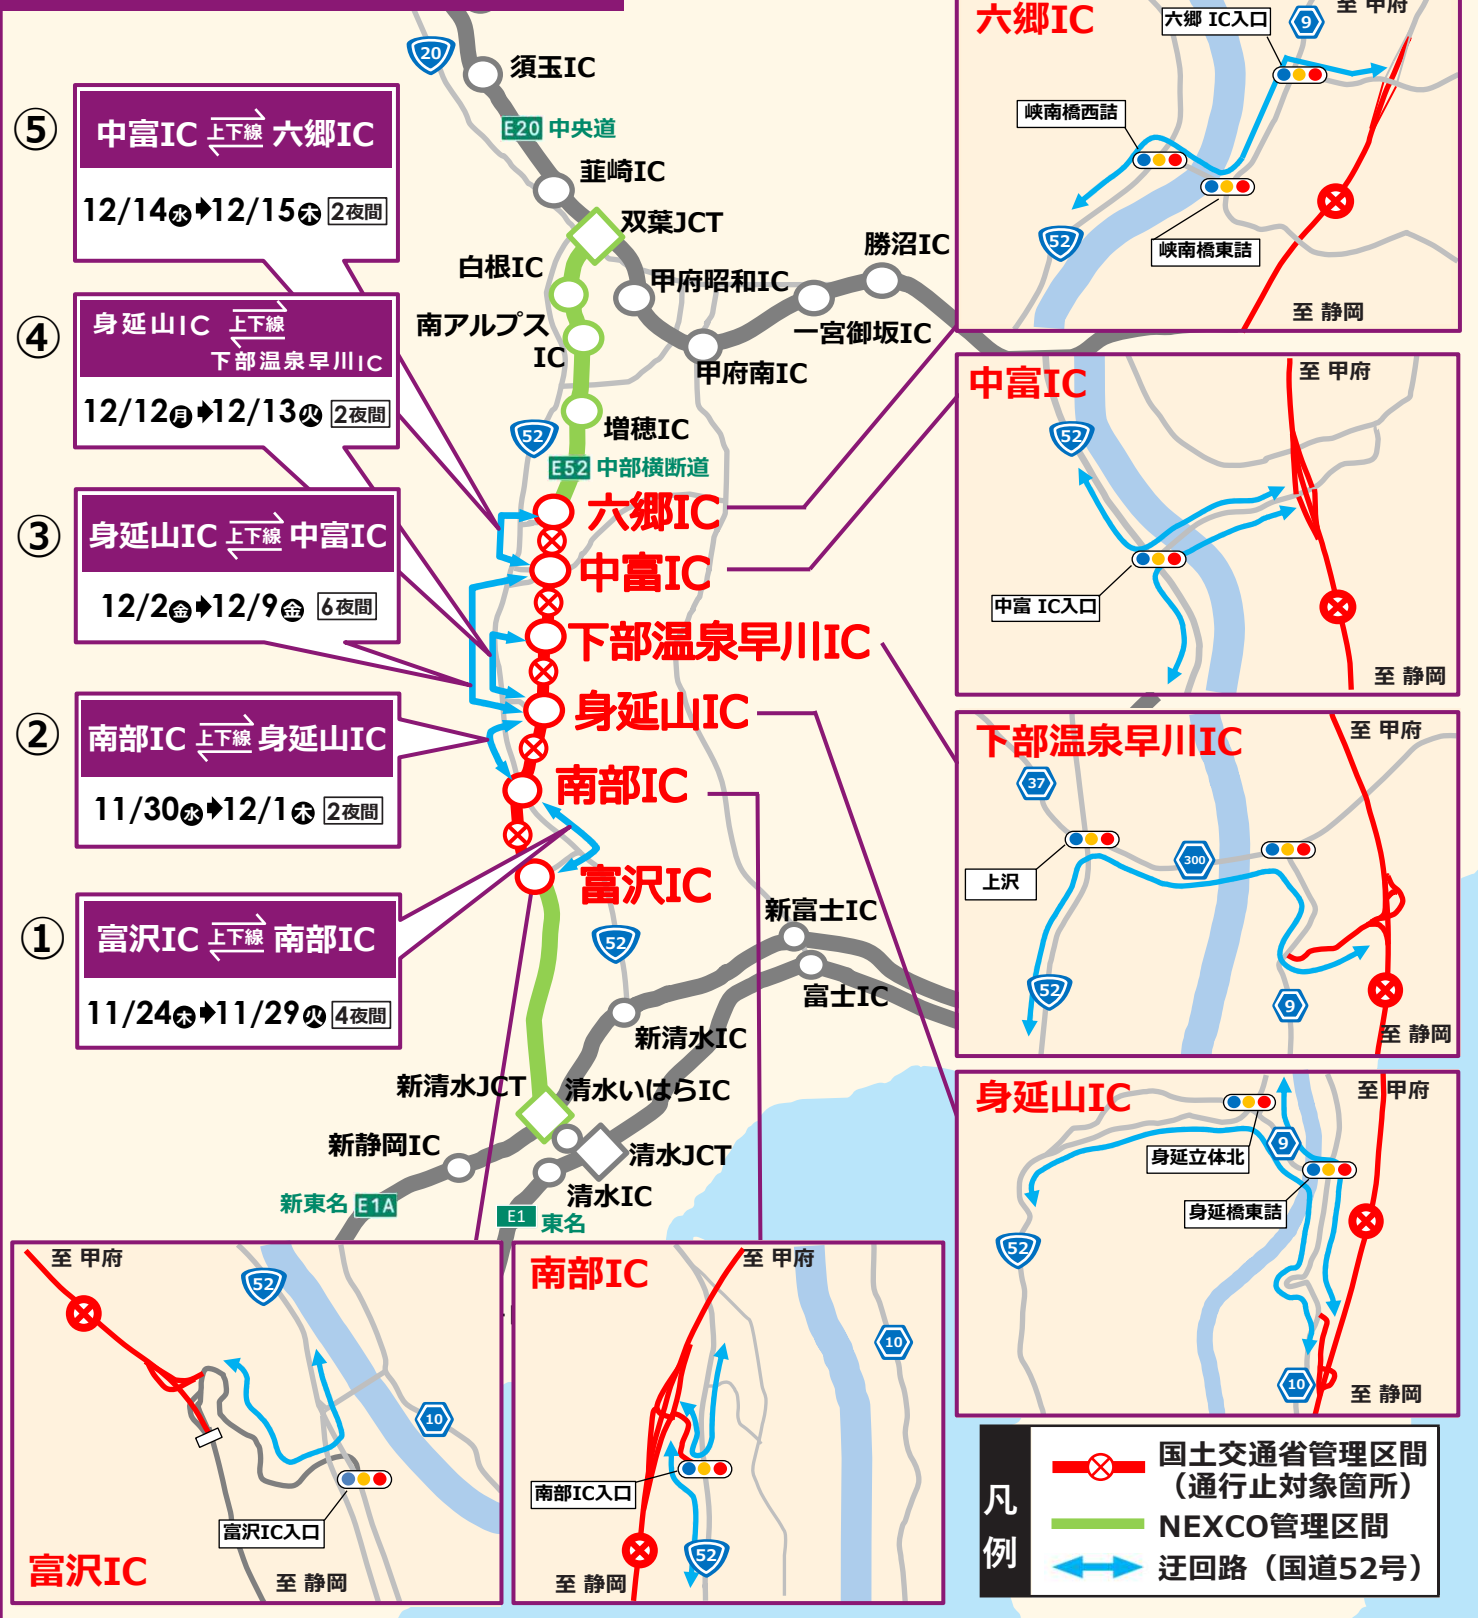 ⑤
中富IC 上下線 六郷IC
12/14水➡12/15木 2夜間
④
身延山IC 上下線
下部温泉早川IC
12/12月➡12/13火 2夜間
③
身延山IC 上下線 中富IC
12/2金➡12/9金 6夜間
②
南部IC 上下線 身延山IC
11/30水➡12/1木 2夜間
①
富沢IC 上下線 南部IC
11/24木➡11/29火 4夜間
20
須玉IC
E20 中央道
韮崎IC
双葉JCT
白根IC
甲府昭和IC
勝沼IC
南アルプス
IC
一宮御坂IC
甲府南IC
52
増穂IC
E52 中部横断道
六郷IC
中富IC
下部温泉早川IC
身延山IC
南部IC
富沢IC
52
新富士IC
富士IC
新清水IC
新清水JCT
清水いはらIC
新静岡IC
清水JCT
清水IC
新東名 E1A
E1 東名
六郷IC
六郷 IC入口
9
至 甲府
峡南橋西詰
52
峡南橋東詰
至 静岡
中富IC
至 甲府
52
中富 IC入口
至 静岡
下部温泉早川IC
至 甲府
37
上沢
300
52
9
至 静岡
身延山IC
至 甲府
9
身延立体北
身延橋東詰
52
10
至 静岡
至 甲府
52
10
富沢IC入口
富沢IC
至 静岡
南部IC
至 甲府
10
南部IC入口
52
至 静岡
凡例
国土交通省管理区間
（通行止対象箇所）
NEXCO管理区間
迂回路（国道52号）